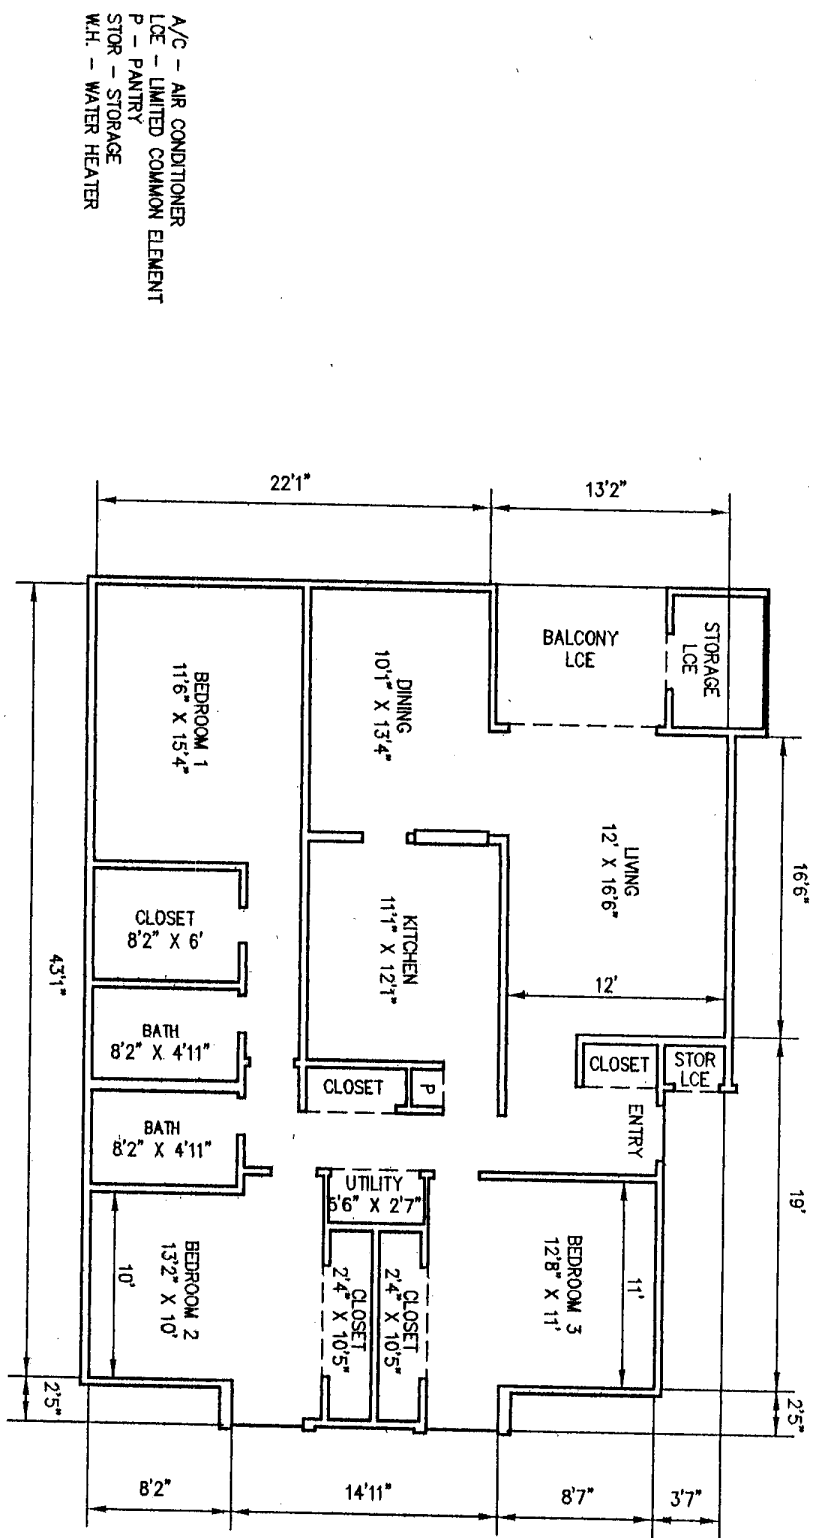 A/C – AIR CONDITIONER
LCE – LIMITED COMMON ELEMENT
P – PANTRY
STOR – STORAGE
W.H. – WATER HEATER
22'1"
13'2"
STORAGE
LCE
BALCONY
LCE
BEDROOM 1
11'6" X 15'4"
DINING
10'1" X 13'4"
LIVING
12' X 16'6"
16'6"
KITCHEN
11'1" X 12'1"
CLOSET
8'2" X 6'
12'
43'1"
BATH
8'2" X 4'11"
CLOSET
P
CLOSET
STOR
LCE
ENTRY
BATH
8'2" X 4'11"
UTILITY
5'6" X 2'7"
19'
BEDROOM 2
13'2" X 10'
10'
CLOSET
2'4" X 10'5"
CLOSET
2'4" X 10'5"
BEDROOM 3
12'8" X 11'
11'
2'5"
2'5"
8'2"
14'11"
8'7"
3'7"